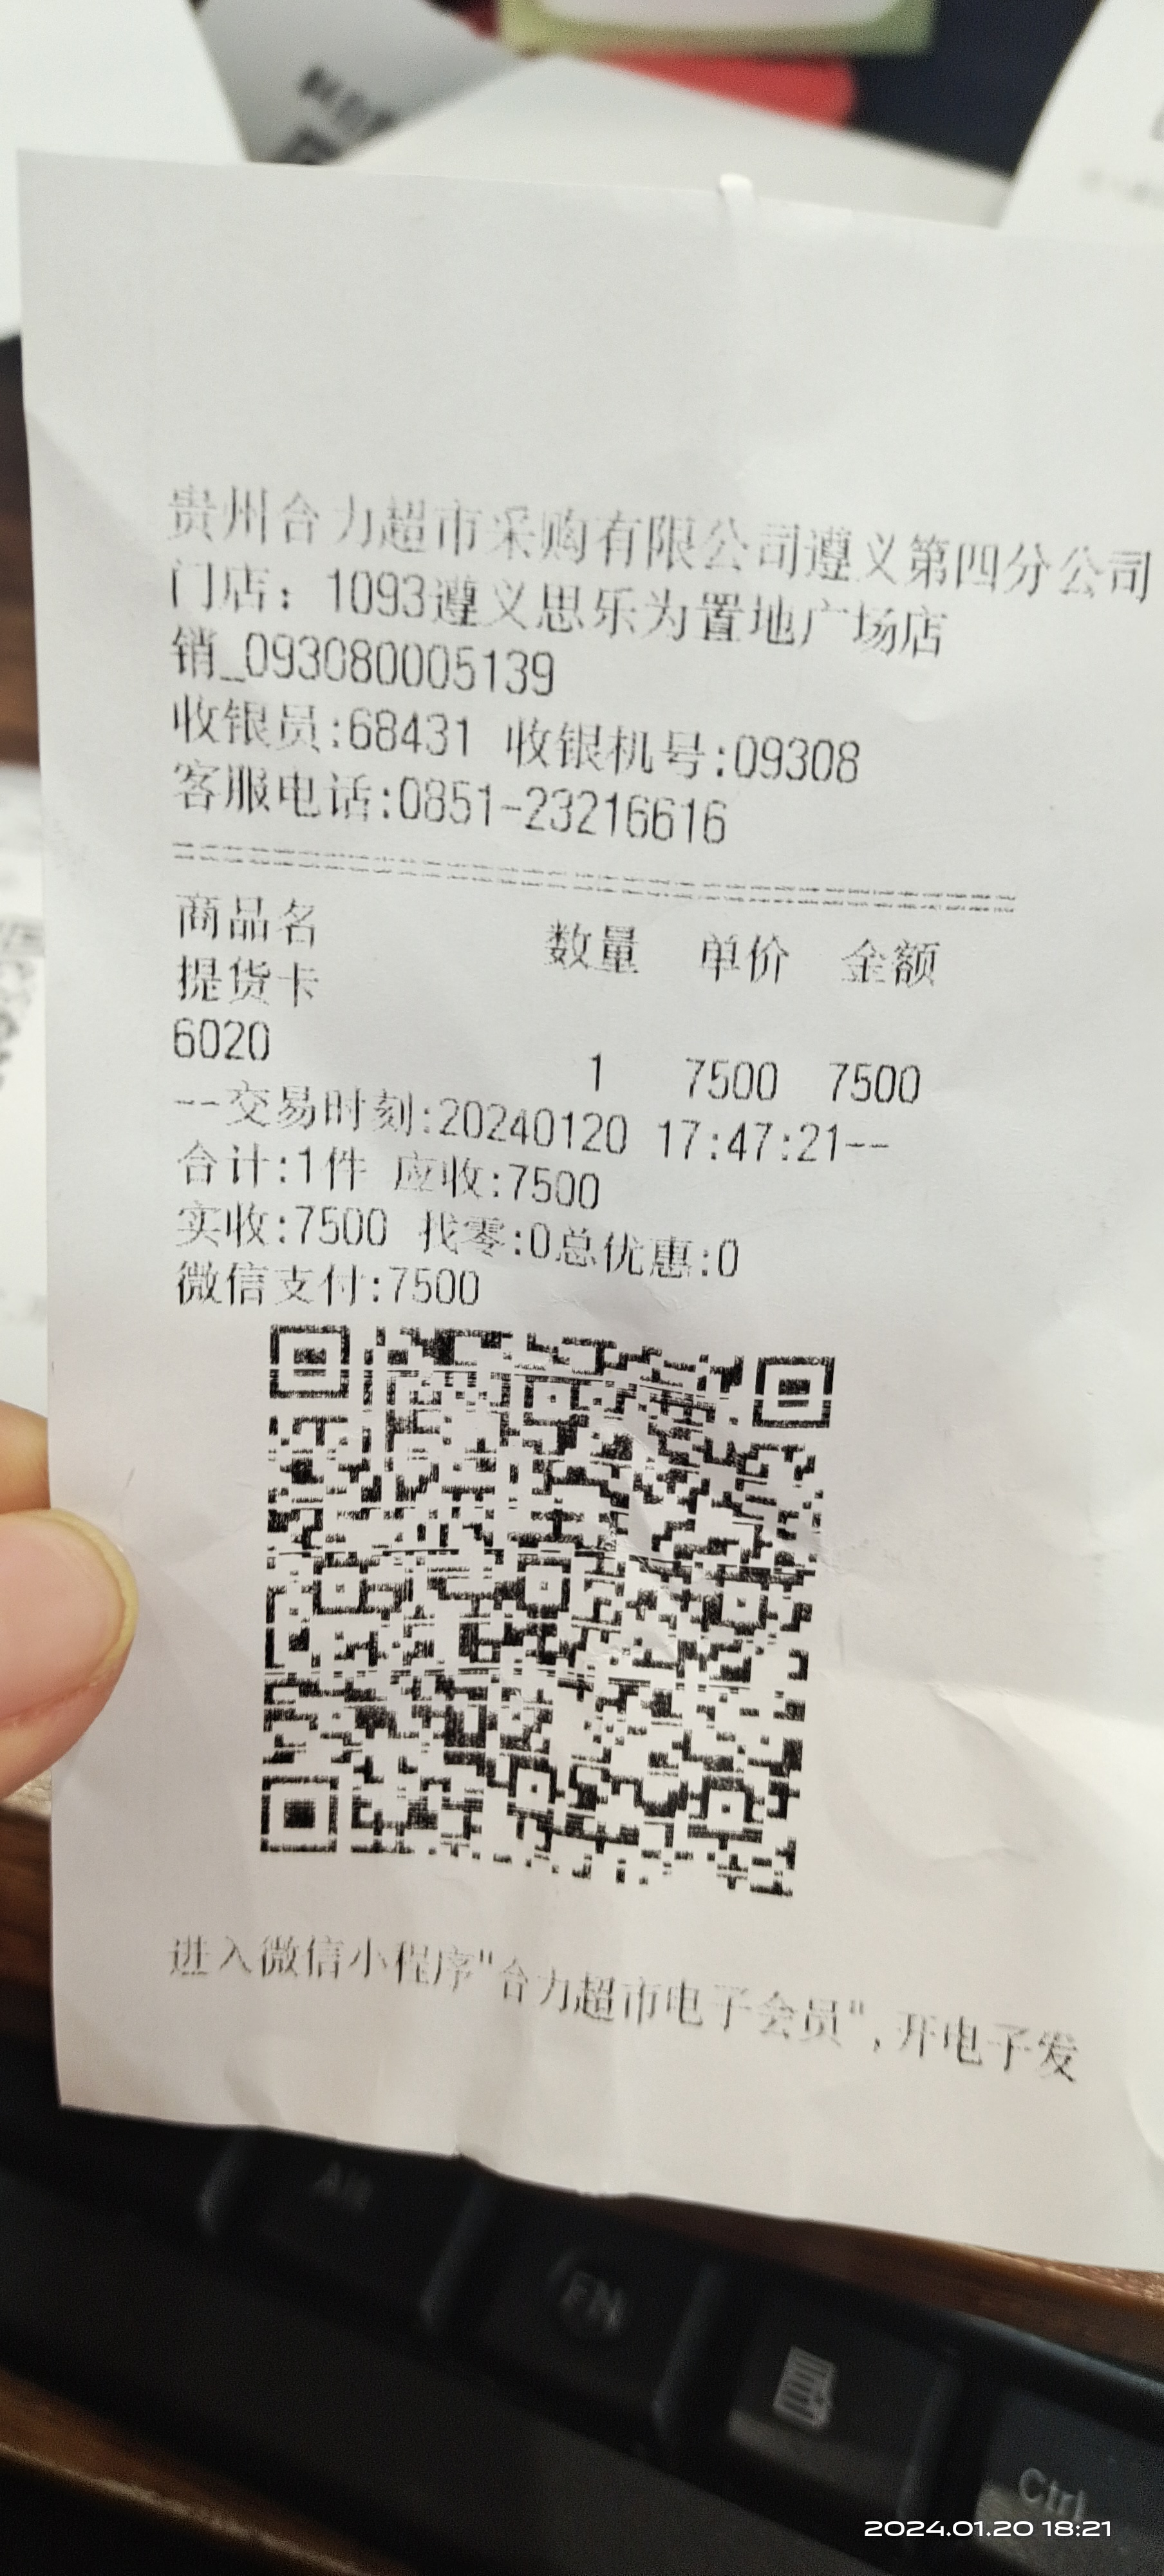 贵州合力超市采购有限公司遵义第四分公司
门店：1093遵义思乐为置地广场店
销_093080005139
收银员:68431 收银机号:09308
客服电话:0851-23216616
商品名 数量 单价 金额
提货卡
6020 1 7500 7500
--交易时刻:20240120 17:47:21--
合计:1件 应收:7500
实收:7500 找零:0总优惠:0
微信支付:7500
进入微信小程序"合力超市电子会员",开电子发
Alt
FN
Ctrl
2024.01.20 18:21